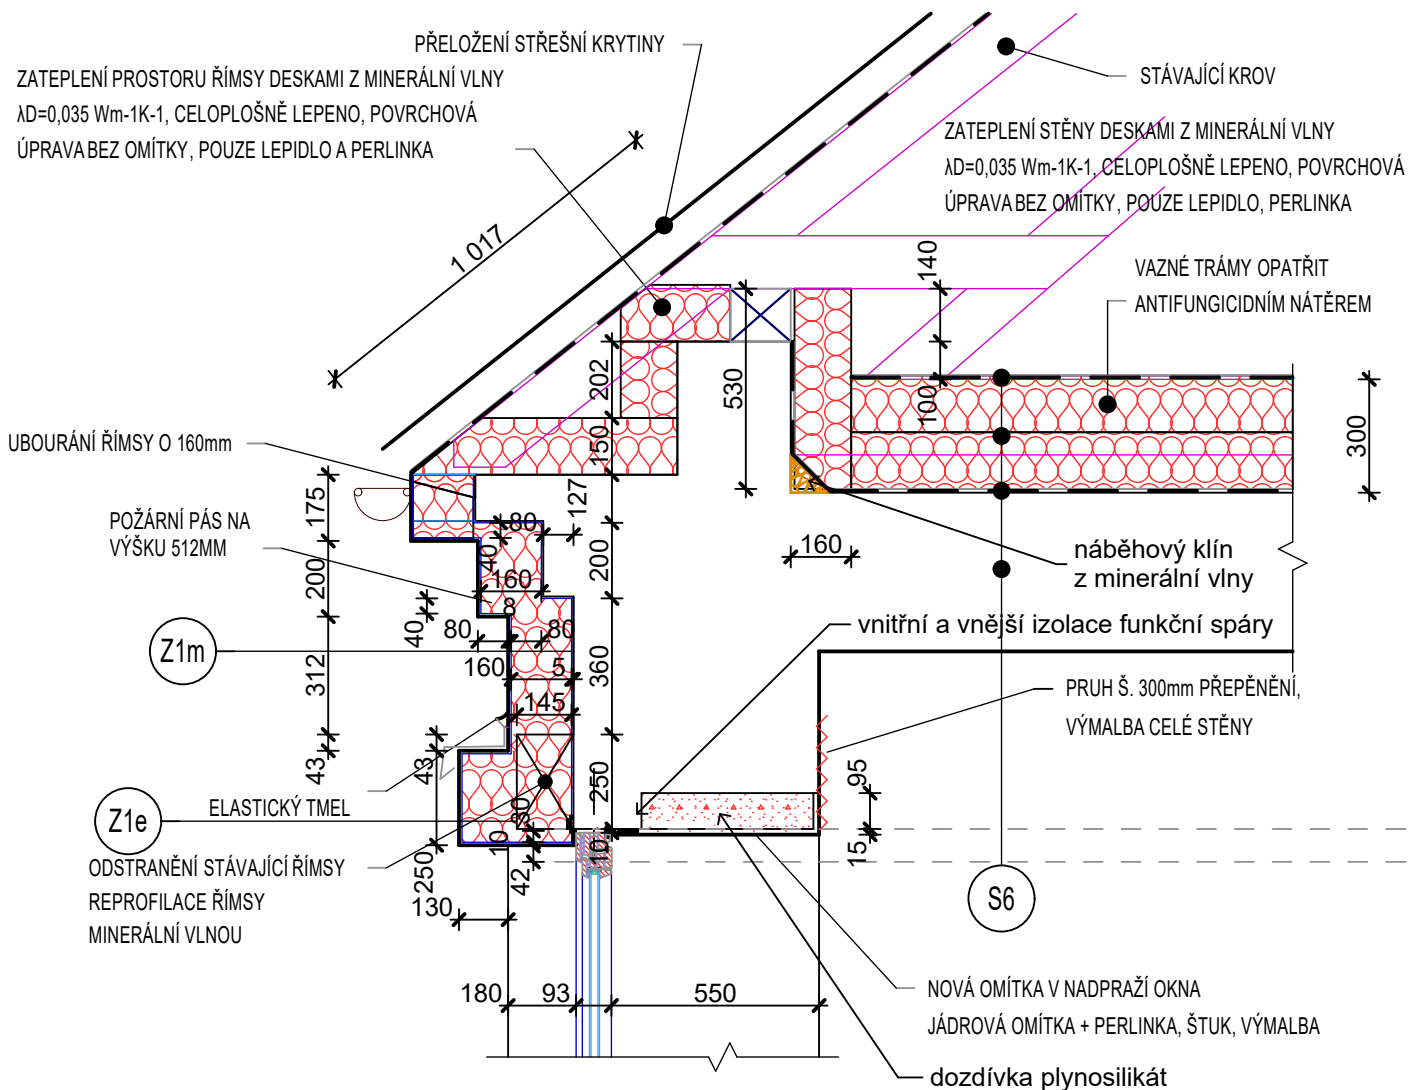 PŘELOŽENÍ STŘEŠNÍ KRYTINY
ZATEPLENÍ PROSTORU ŘÍMSY DESKAMI Z MINERÁLNÍ VLNY
λD=0,035 Wm-1K-1, CELOPLOŠNĚ LEPENO, POVRCHOVÁ
ÚPRAVA BEZ OMÍTKY, POUZE LEPIDLO A PERLINKA
STÁVAJÍCÍ KROV
ZATEPLENÍ STĚNY DESKAMI Z MINERÁLNÍ VLNY
λD=0,035 Wm-1K-1, CELOPLOŠNĚ LEPENO, POVRCHOVÁ
ÚPRAVA BEZ OMÍTKY, POUZE LEPIDLO, PERLINKA
1 017
140
VAZNÉ TRÁMY OPATŘIT
ANTIFUNGICIDNÍM NÁTĚREM
202
530
100
300
UBOURÁNÍ ŘÍMSY O 160mm
150
175
127
POŽÁRNÍ PÁS NA
VÝŠKU 512MM
80
40
200
160
náběhový klín
z minerální vlny
200
160
8
40
80
80
vnitřní a vnější izolace funkční spáry
Z1m
312
160
5
360
145
PRUH Š. 300mm PŘEPĚNĚNÍ,
VÝMALBA CELÉ STĚNY
43
43
250
95
ELASTICKÝ TMEL
Z1e
30
10
10
15
ODSTRANĚNÍ STÁVAJÍCÍ ŘÍMSY
REPROFILACE ŘÍMSY
MINERÁLNÍ VLNOU
250
42
130
S6
180
93
550
NOVÁ OMÍTKA V NADPRAŽÍ OKNA
JÁDROVÁ OMÍTKA + PERLINKA, ŠTUK, VÝMALBA
dozdívka plynosilikát